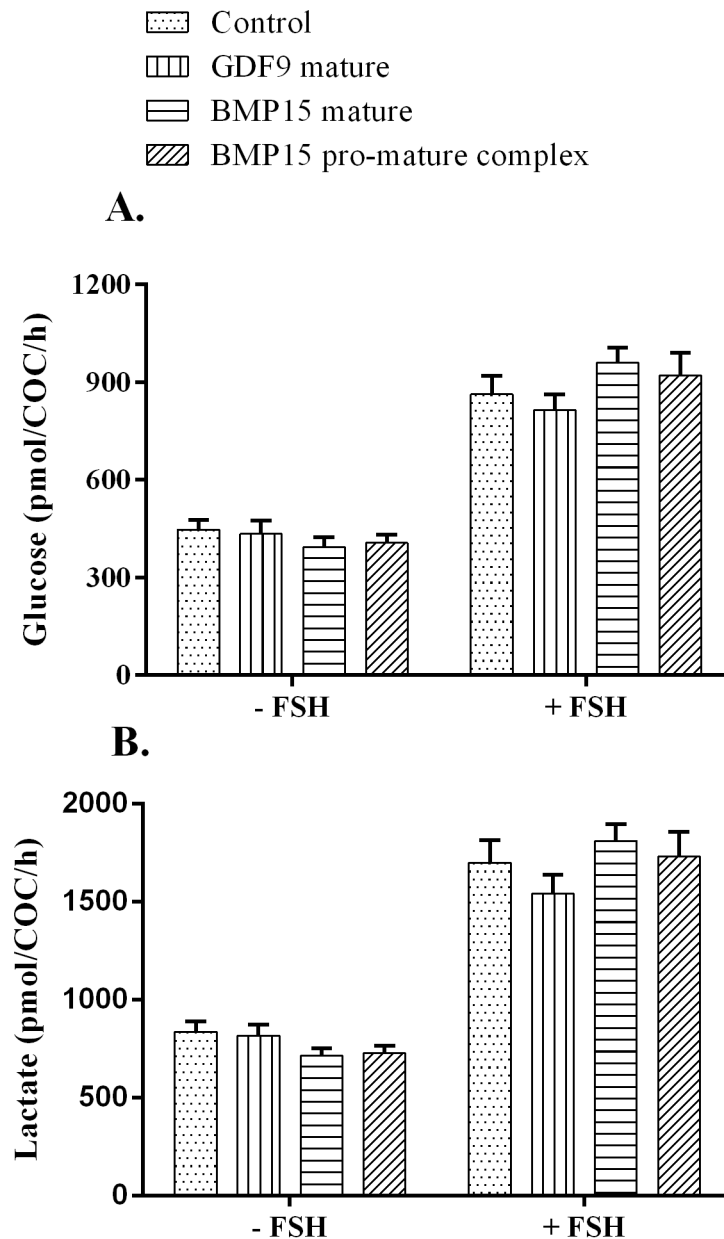 Control
GDF9 mature
BMP15 mature
BMP15 pro-mature complex
A.
Glucose (pmol/COC/h)
1200
900
600
300
0
- FSH
+ FSH
B.
Lactate (pmol/COC/h)
2000
1500
1000
500
0
- FSH
+ FSH